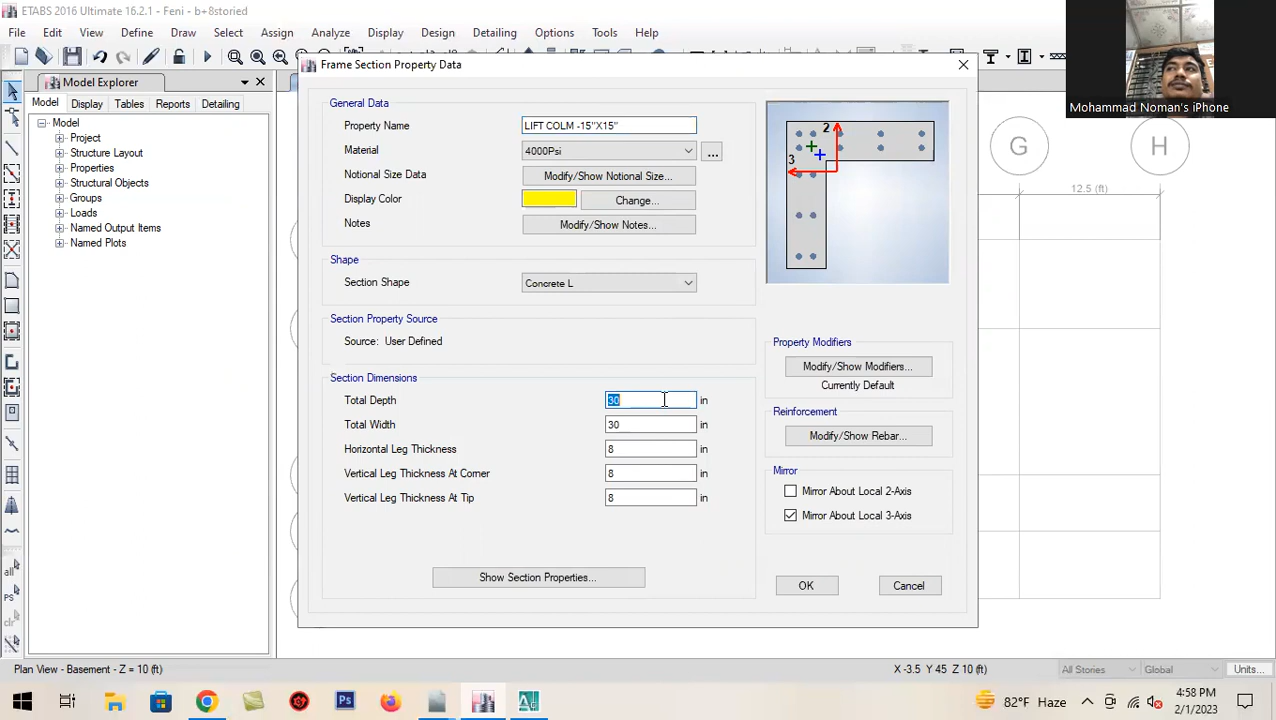 ETABS 2016 Ultimate 16.2.1 - Feni - b+8storied
File Edit View Define Draw Select Assign Analyze Display Design Detailing Options Tools Help
Mohammad Noman's iPhone
Model Explorer
Model Display Tables Reports Detailing
Model
Project
Structure Layout
Properties
Structural Objects
Groups
Loads
Named Output Items
Named Plots
Frame Section Property Data
General Data
Property Name LIFT COLM -15"X15"
Material 4000Psi ...
Notional Size Data Modify/Show Notional Size...
Display Color Change...
Notes Modify/Show Notes...
Shape
Section Shape Concrete L
Section Property Source
Source: User Defined
Section Dimensions
Total Depth 30 in
Total Width 30 in
Horizontal Leg Thickness 8 in
Vertical Leg Thickness At Corner 8 in
Vertical Leg Thickness At Tip 8 in
Show Section Properties...
2
3
Property Modifiers
Modify/Show Modifiers...
Currently Default
Reinforcement
Modify/Show Rebar...
Mirror
Mirror About Local 2-Axis
Mirror About Local 3-Axis
OK Cancel
G H
12.5 (ft)
all
PS
clr
Plan View - Basement - Z = 10 (ft) X -3.5 Y 45 Z 10 (ft) All Stories Global Units...
Ps
82°F Haze
4:58 PM
2/1/2023